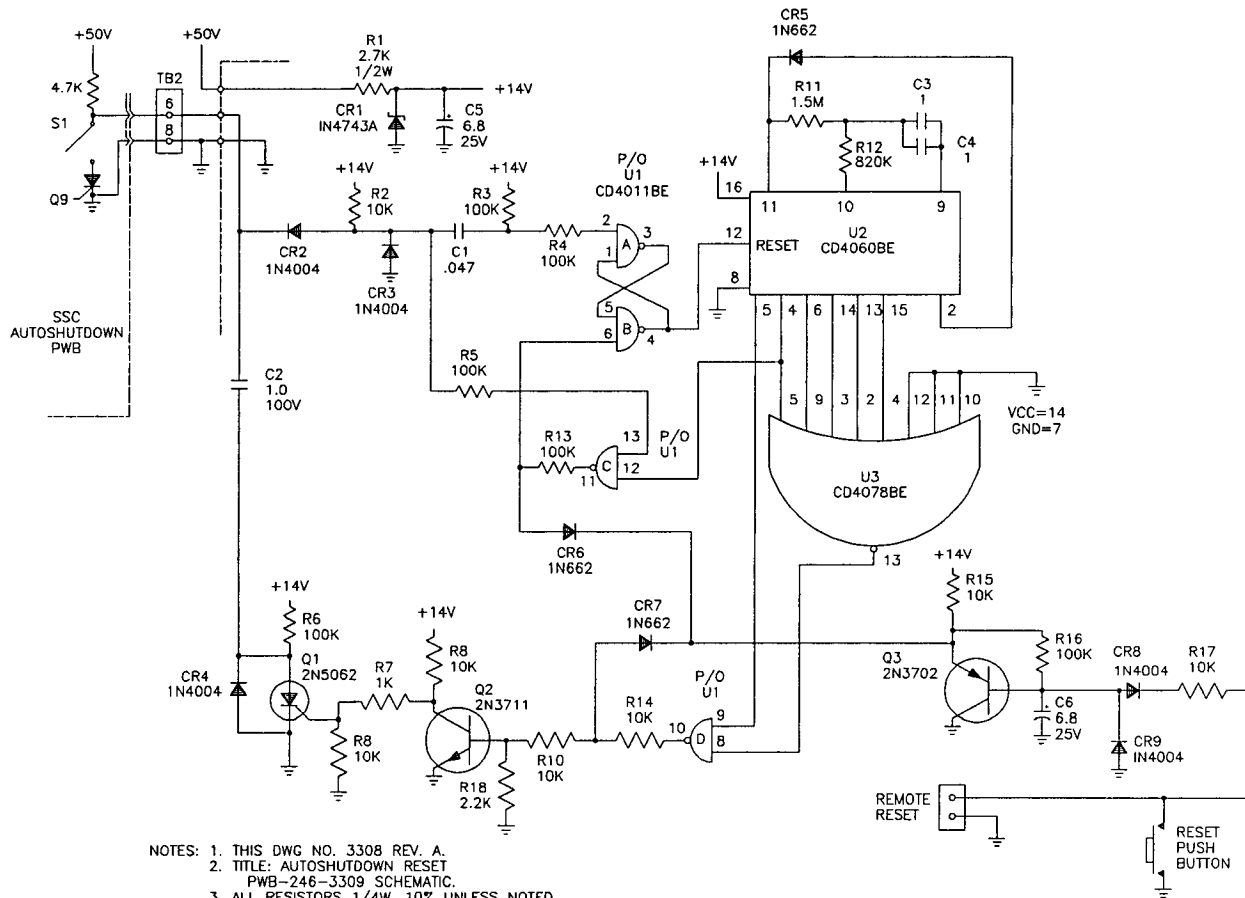 +50V
+50V
4.7K
TB2
6
8
S1
Q9
SSC
AUTOSHUTDOWN
PWB
R1
2.7K
1/2W
+14V
CR1
IN4743A
C5
6.8
25V
+14V
R2
10K
+14V
R3
100K
CR2
1N4004
CR3
1N4004
C1
.047
R4
100K
P/O
U1
CD4011BE
2
1
A
3
5
6
B
4
CR5
1N662
R11
1.5M
C3
1
C4
1
R12
820K
+14V
16
11
10
9
12
RESET
U2
CD4060BE
8
5
4
6
14
13
15
2
C2
1.0
100V
R5
100K
R13
100K
C
11
13
12
P/O
U1
5
9
3
2
4
12
11
10
VCC=14
GND=7
U3
CD4078BE
13
CR6
1N662
+14V
R6
100K
Q1
2N5062
CR4
1N4004
R7
1K
R8
10K
+14V
R8
10K
Q2
2N3711
R18
2.2K
R10
10K
CR7
1N662
R14
10K
P/O
U1
10
D
9
8
+14V
R15
10K
Q3
2N3702
R16
100K
CR8
1N4004
R17
10K
C6
6.8
25V
CR9
IN4004
REMOTE
RESET
RESET
PUSH
BUTTON
NOTES: 1. THIS DWG NO. 3308 REV. A.
2. TITLE: AUTOSHUTDOWN RESET
PWB-246-3309 SCHEMATIC.
3. ALL RESISTORS 1/4W, 10% UNLESS NOTED